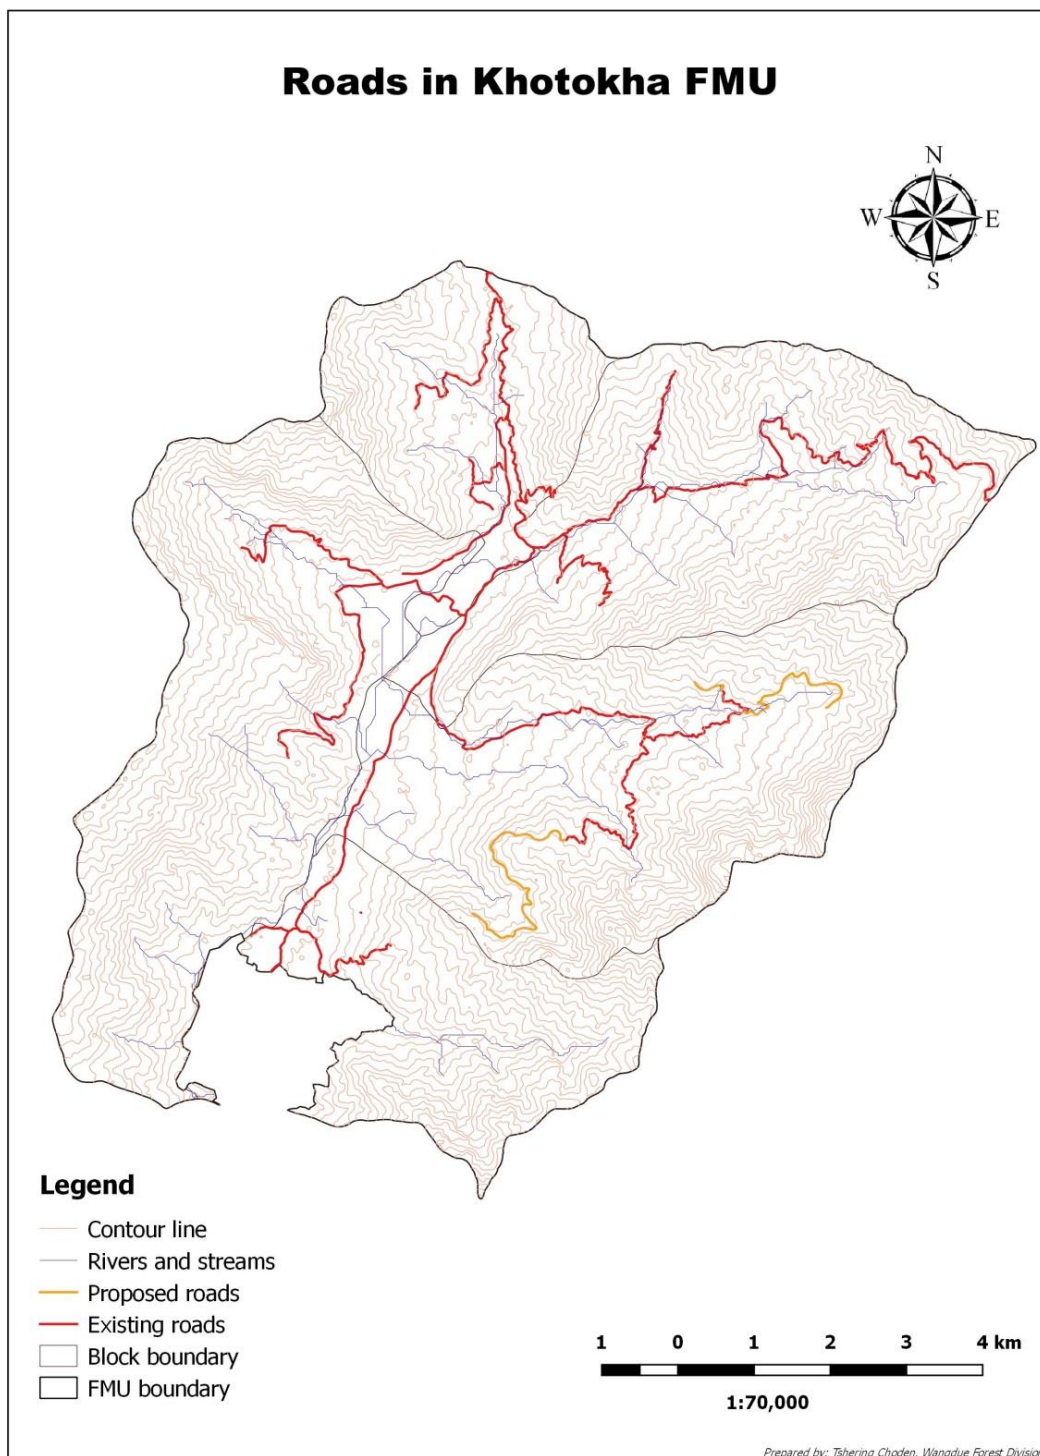 Roads in Khotokha FMU
N
W E
S
Legend
Contour line
Rivers and streams
Proposed roads
Existing roads
Block boundary
FMU boundary
1 0 1 2 3 4 km
1:70,000
Prepared by: Tshering Choden, Wangdue Forest Division